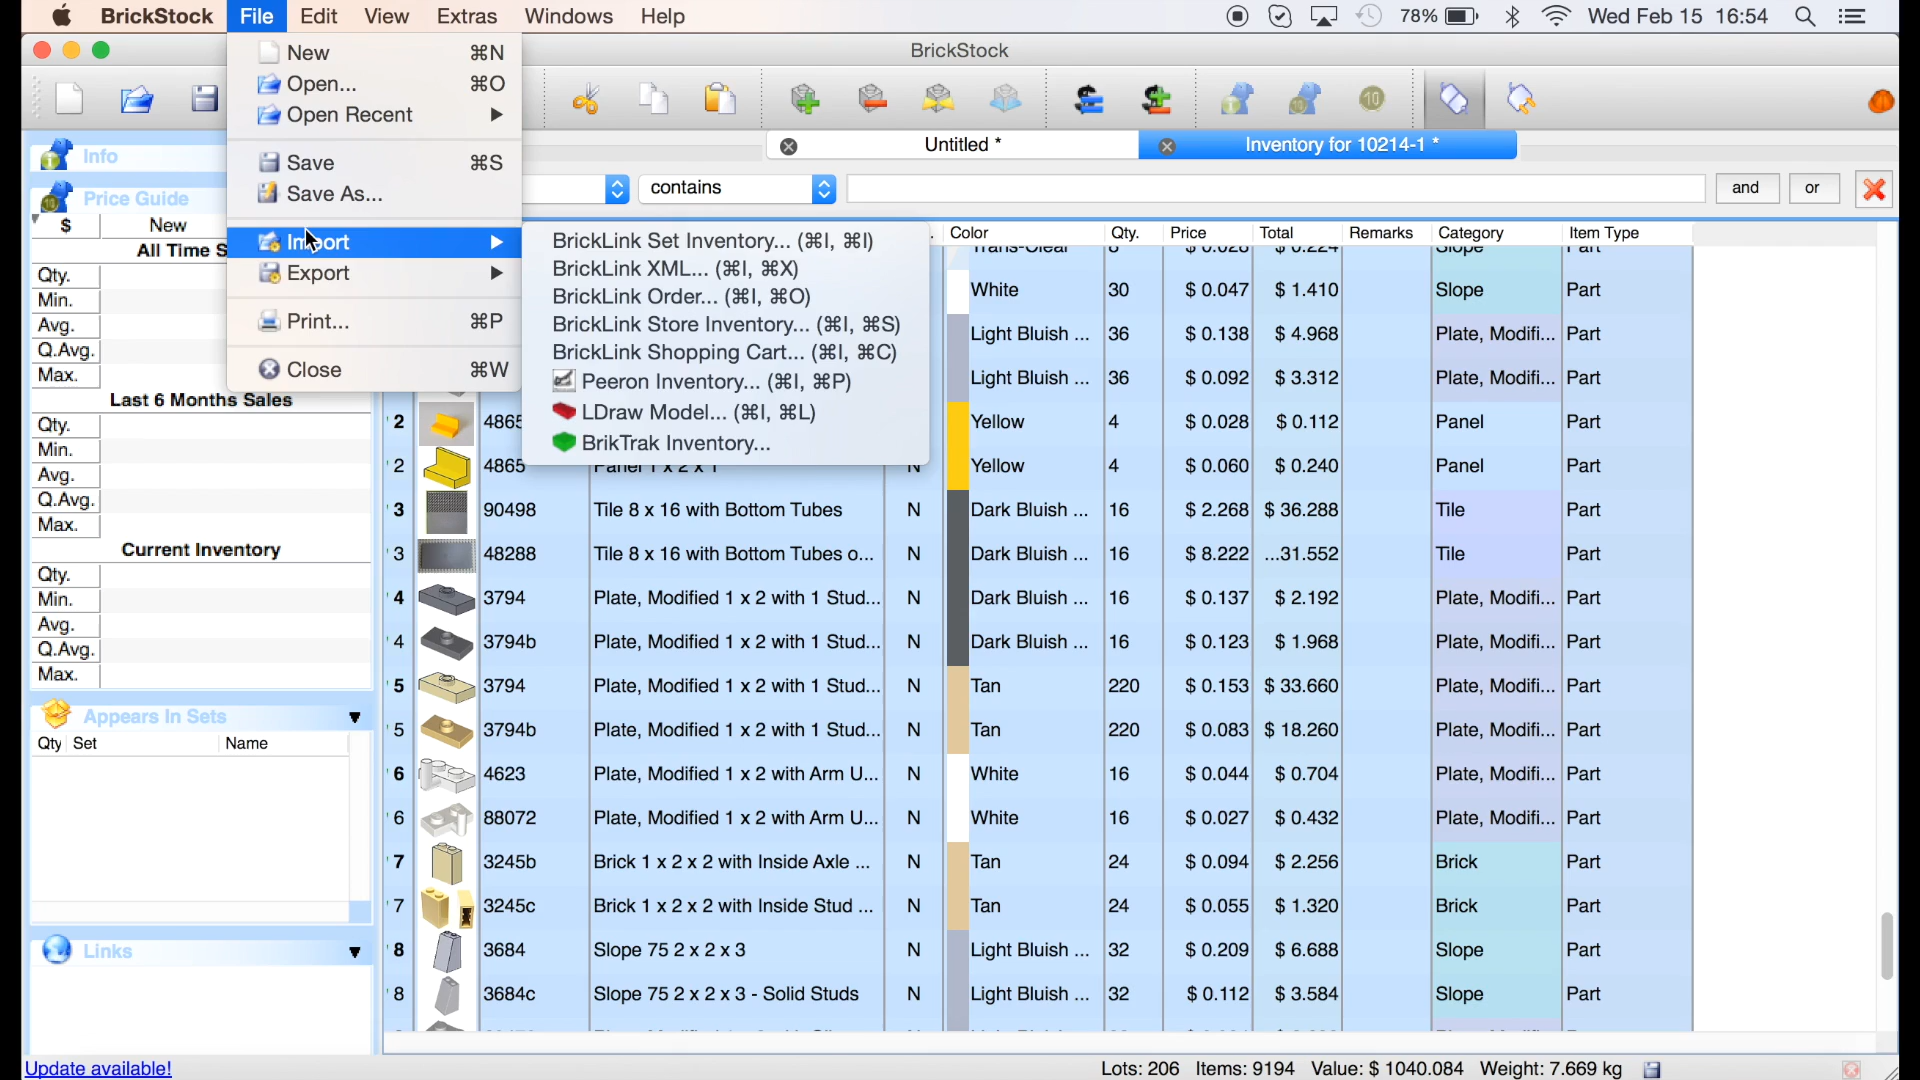 BrickStock File Edit View Extras Windows Help 78% Wed Feb 15 16:54
BrickStock
New ⌘N
Open... ⌘O
Open Recent
Save ⌘S
Save As...
Import
Export
Print... ⌘P
Close ⌘W
BrickLink Set Inventory... (⌘I, ⌘I)
BrickLink XML... (⌘I, ⌘X)
BrickLink Order... (⌘I, ⌘O)
BrickLink Store Inventory... (⌘I, ⌘S)
BrickLink Shopping Cart... (⌘I, ⌘C)
Peeron Inventory... (⌘I, ⌘P)
LDraw Model... (⌘I, ⌘L)
BrikTrak Inventory...
Untitled * Inventory for 10214-1 *
contains and or
Info
Price Guide
$ New
All Time S
Qty.
Min.
Avg.
Q.Avg.
Max.
Last 6 Months Sales
Qty.
Min.
Avg.
Q.Avg.
Max.
Current Inventory
Qty.
Min.
Avg.
Q.Avg.
Max.
Appears In Sets
Qty Set Name
Links
Color Qty. Price Total Remarks Category Item Type
Trans-Clear 8 $ 0.028 $ 0.224 Slope Part
White 30 $ 0.047 $ 1.410 Slope Part
Light Bluish ... 36 $ 0.138 $ 4.968 Plate, Modifi... Part
Light Bluish ... 36 $ 0.092 $ 3.312 Plate, Modifi... Part
2 4865 Yellow 4 $ 0.028 $ 0.112 Panel Part
2 4865 Panel 1 x 2 x 1 N Yellow 4 $ 0.060 $ 0.240 Panel Part
3 90498 Tile 8 x 16 with Bottom Tubes N Dark Bluish ... 16 $ 2.268 $ 36.288 Tile Part
3 48288 Tile 8 x 16 with Bottom Tubes o... N Dark Bluish ... 16 $ 8.222 ...31.552 Tile Part
4 3794 Plate, Modified 1 x 2 with 1 Stud... N Dark Bluish ... 16 $ 0.137 $ 2.192 Plate, Modifi... Part
4 3794b Plate, Modified 1 x 2 with 1 Stud... N Dark Bluish ... 16 $ 0.123 $ 1.968 Plate, Modifi... Part
5 3794 Plate, Modified 1 x 2 with 1 Stud... N Tan 220 $ 0.153 $ 33.660 Plate, Modifi... Part
5 3794b Plate, Modified 1 x 2 with 1 Stud... N Tan 220 $ 0.083 $ 18.260 Plate, Modifi... Part
6 4623 Plate, Modified 1 x 2 with Arm U... N White 16 $ 0.044 $ 0.704 Plate, Modifi... Part
6 88072 Plate, Modified 1 x 2 with Arm U... N White 16 $ 0.027 $ 0.432 Plate, Modifi... Part
7 3245b Brick 1 x 2 x 2 with Inside Axle ... N Tan 24 $ 0.094 $ 2.256 Brick Part
7 3245c Brick 1 x 2 x 2 with Inside Stud ... N Tan 24 $ 0.055 $ 1.320 Brick Part
8 3684 Slope 75 2 x 2 x 3 N Light Bluish ... 32 $ 0.209 $ 6.688 Slope Part
8 3684c Slope 75 2 x 2 x 3 - Solid Studs N Light Bluish ... 32 $ 0.112 $ 3.584 Slope Part
Update available! Lots: 206 Items: 9194 Value: $ 1040.084 Weight: 7.669 kg